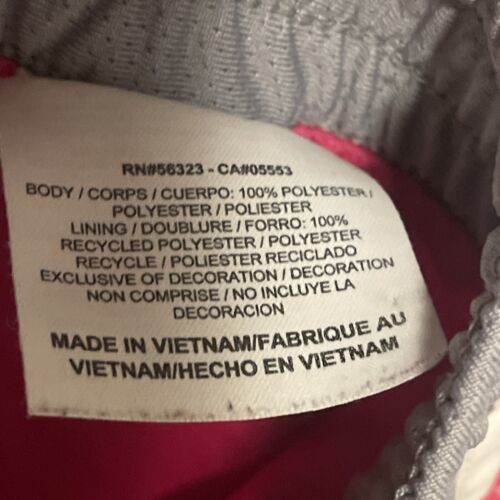 RN#56323 - CA#05553
BODY / CORPS / CUERPO: 100% POLYESTER /
POLYESTER / POLIESTER
LINING / DOUBLURE / FORRO: 100%
RECYCLED POLYESTER / POLYESTER
RECYCLE / POLIESTER RECICLADO
EXCLUSIVE OF DECORATION / DECORATION
NON COMPRISE / NO INCLUYE LA
DECORACION
MADE IN VIETNAM/FABRIQUE AU
VIETNAM/HECHO EN VIETNAM